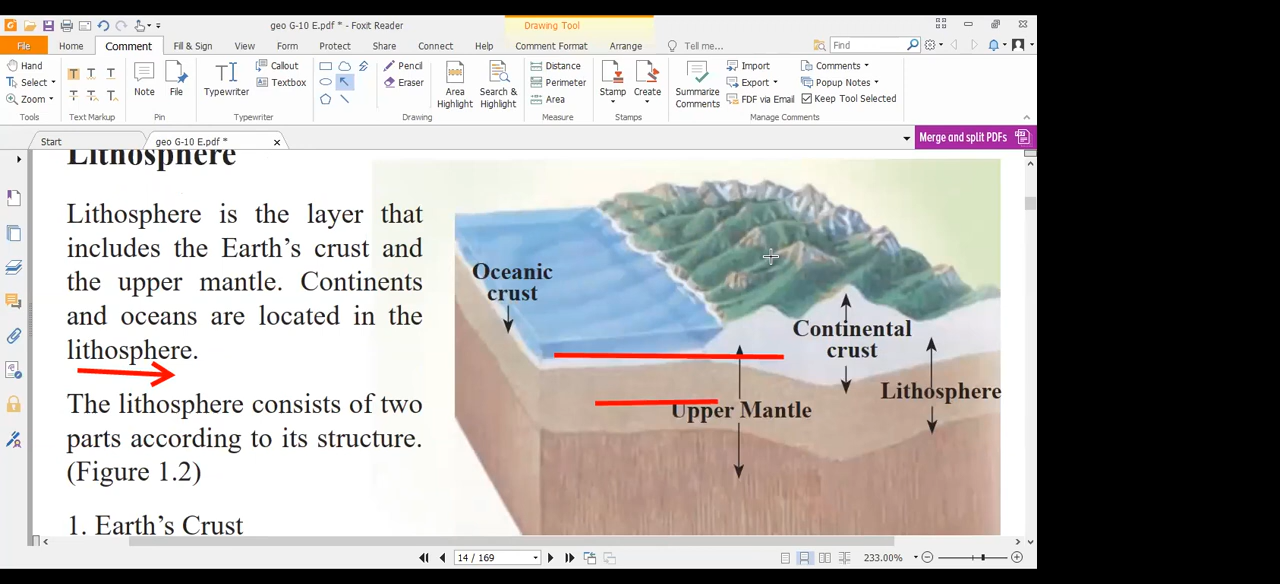 geo G-10 E.pdf * - Foxit Reader
Drawing Tool
File
Home
Comment
Fill & Sign
View
Form
Protect
Share
Connect
Help
Comment Format
Arrange
Tell me...
Find
Hand
Select
Zoom
Tools
Text Markup
Note
File
Pin
Typewriter
Callout
Textbox
Typewriter
Pencil
Eraser
Drawing
Area
Highlight
Search &
Highlight
Distance
Perimeter
Area
Measure
Stamp
Create
Stamps
Summarize
Comments
Import
Export
FDF via Email
Comments
Popup Notes
Keep Tool Selected
Manage Comments
Start
geo G-10 E.pdf *
Merge and split PDFs
Lithosphere
Lithosphere is the layer that
includes the Earth's crust and
the upper mantle. Continents
and oceans are located in the
lithosphere.
The lithosphere consists of two
parts according to its structure.
(Figure 1.2)
1. Earth's Crust
Oceanic
crust
Continental
crust
Lithosphere
Upper Mantle
14 / 169
233.00%